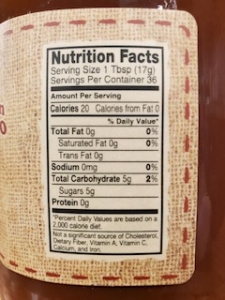 Nutrition Facts
Serving Size 1 Tbsp (17g)
Servings Per Container 36
Amount Per Serving
Calories 20 Calories from Fat 0
% Daily Value*
Total Fat 0g 0%
Saturated Fat 0g 0%
Trans Fat 0g
Sodium 0mg 0%
Total Carbohydrate 5g 2%
Sugars 5g
Protein 0g
*Percent Daily Values are based on a
2,000 calorie diet.
Not a significant source of Cholesterol,
Dietary Fiber, Vitamin A, Vitamin C,
Calcium, and Iron.